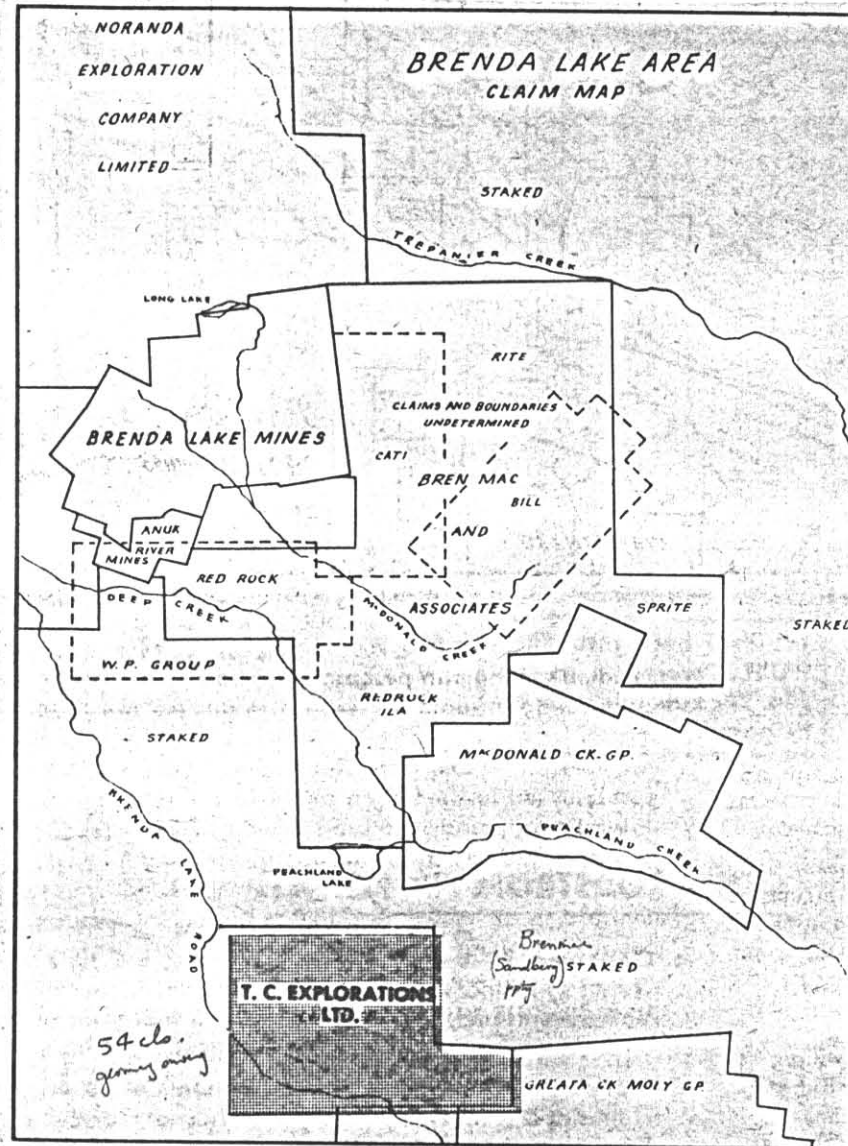 NORANDA
EXPLORATION
COMPANY
LIMITED
BRENDA LAKE AREA
CLAIM MAP
STAKED
TREPANIER CREEK
LONG LAKE
RITE
CLAIMS AND BOUNDARIES
UNDETERMINED
BRENDA LAKE MINES
CATI
BREN MAC
BILL
AND
ANUK
RIVER
MINES
RED ROCK
DEEP CREEK
McDONALD CREEK
ASSOCIATES
SPRITE
STAKED
W.P. GROUP
REDROCK
ILA
STAKED
McDONALD CK. GP.
BRENDA LAKE ROAD
PEACHLAND CREEK
PEACHLAND
LAKE
Brenmac
(Sandberg) STAKED
ppty
T. C. EXPLORATIONS
LTD.
54 cls.
GREATA CK MOLY GP.